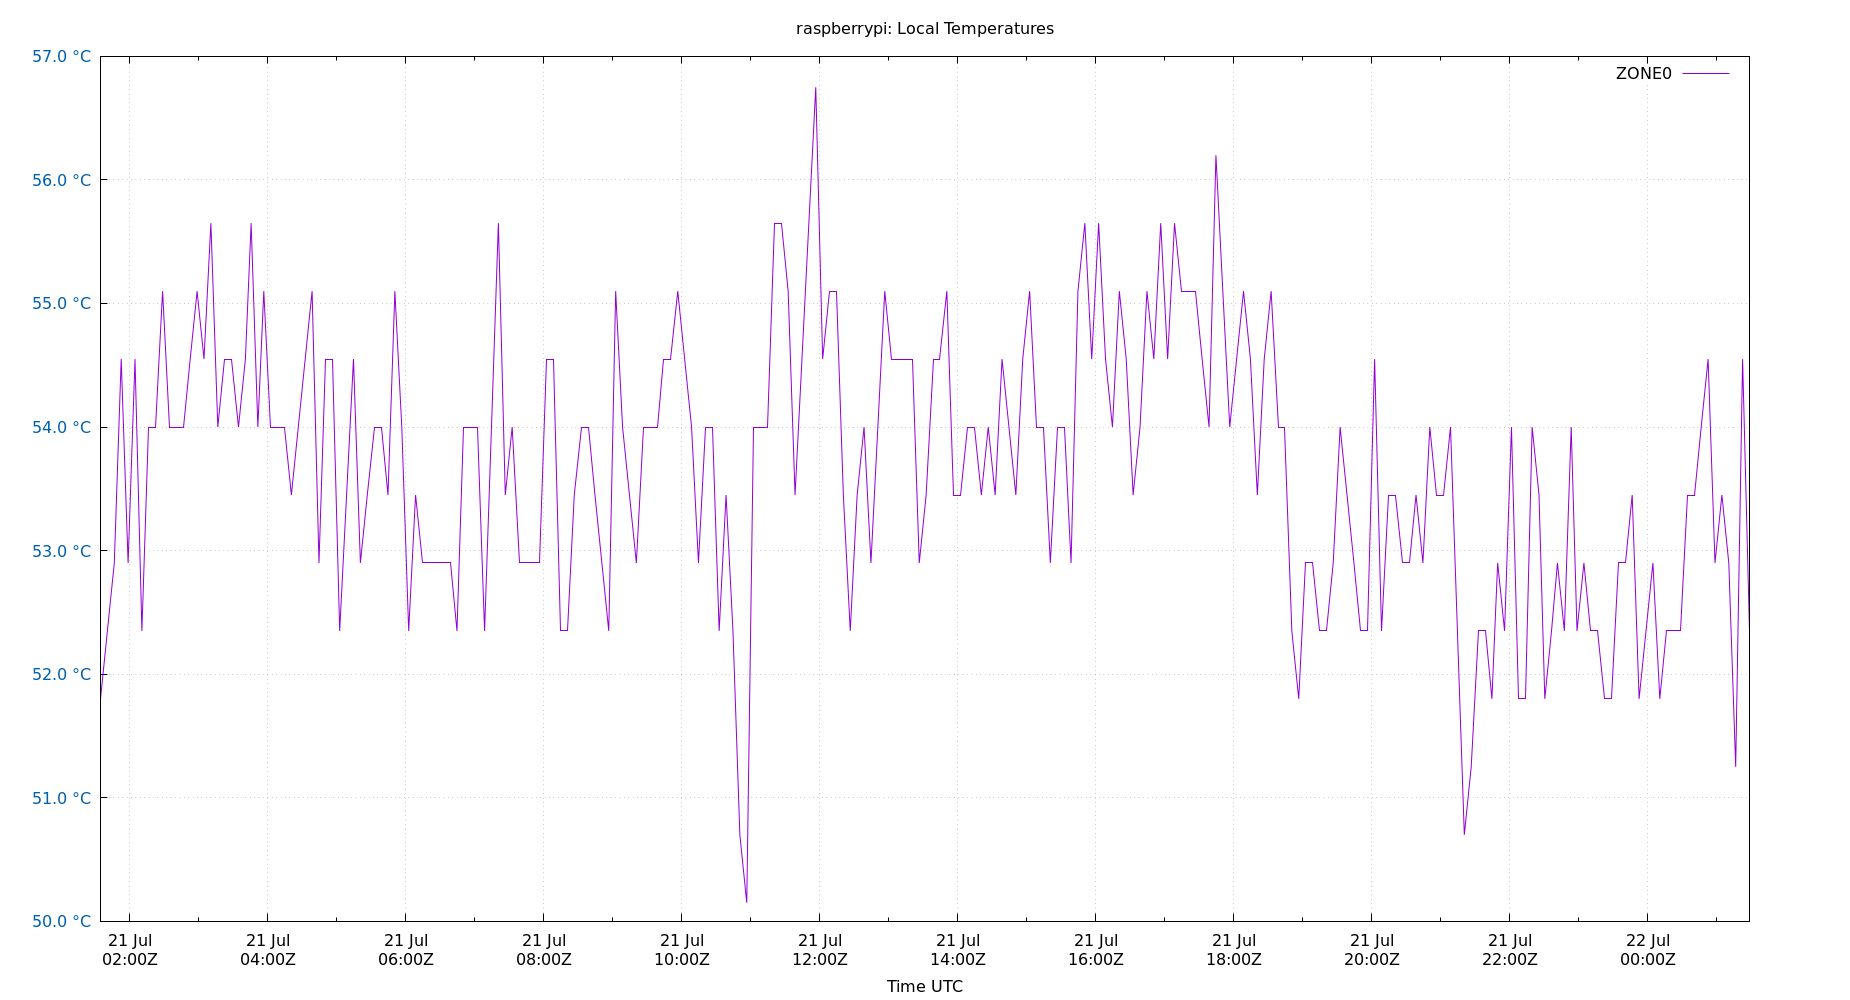 raspberrypi: Local Temperatures
57.0 °C
ZONE0
56.0 °C
55.0 °C
54.0 °C
53.0 °C
52.0 °C
51.0 °C
50.0 °C
21 Jul 21 Jul 21 Jul 21 Jul 21 Jul 21 Jul 21 Jul 21 Jul 21 Jul 21 Jul 21 Jul 22 Jul
02:00Z 04:00Z 06:00Z 08:00Z 10:00Z 12:00Z 14:00Z 16:00Z 18:00Z 20:00Z 22:00Z 00:00Z
Time UTC